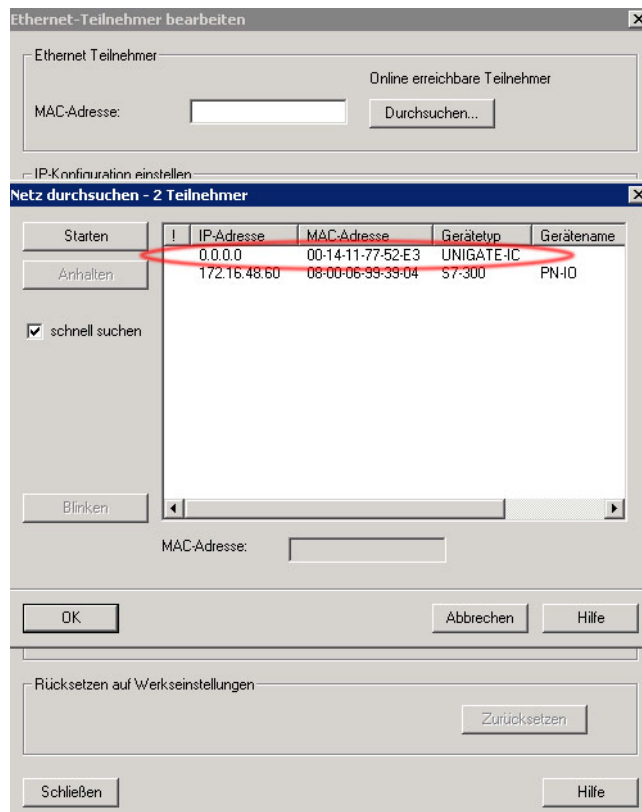 Ethernet-Teilnehmer bearbeiten
Ethernet Teilnehmer
Online erreichbare Teilnehmer
MAC-Adresse:
Durchsuchen...
IP-Konfiguration einstellen
Netz durchsuchen - 2 Teilnehmer
Starten
! IP-Adresse MAC-Adresse Gerätetyp Gerätename
0.0.0.0 00-14-11-77-52-E3 UNIGATE-IC
Anhalten
172.16.48.60 08-00-06-99-39-04 S7-300 PN-IO
schnell suchen
Blinken
MAC-Adresse:
OK Abbrechen Hilfe
Rücksetzen auf Werkseinstellungen
Zurücksetzen
Schließen Hilfe